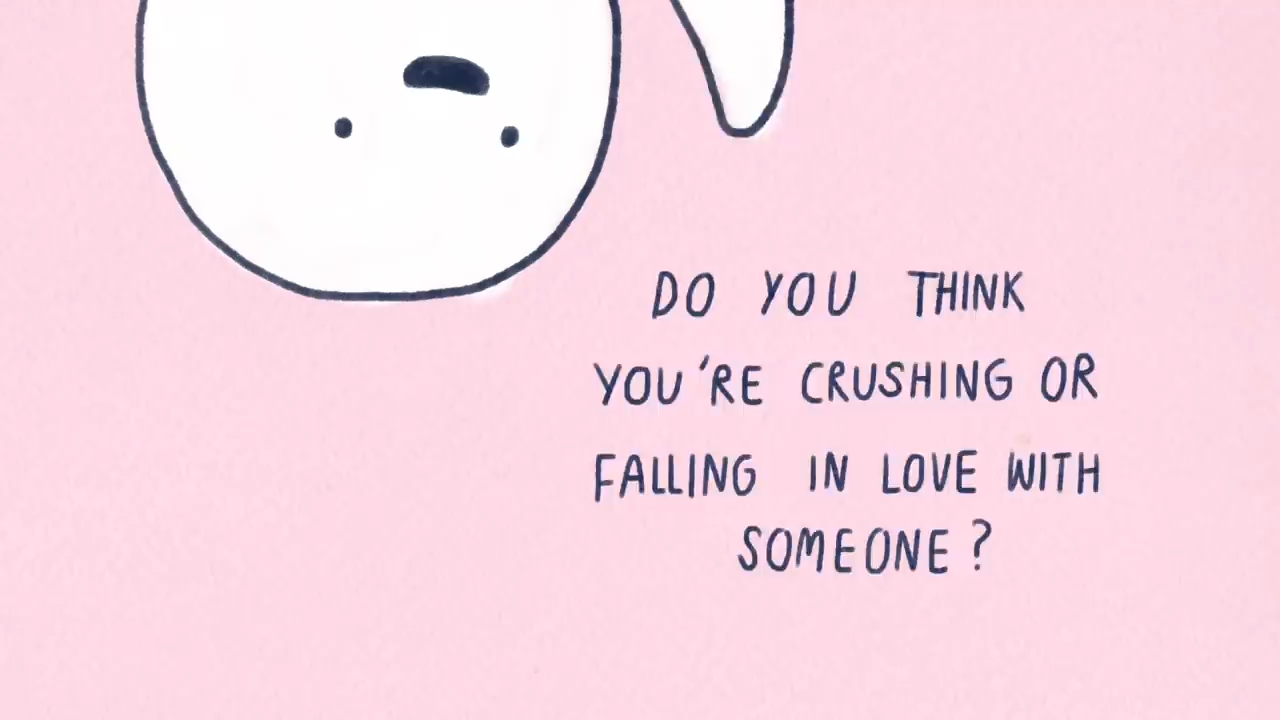 DO YOU THINK
YOU'RE CRUSHING OR
FALLING IN LOVE WITH
SOMEONE?